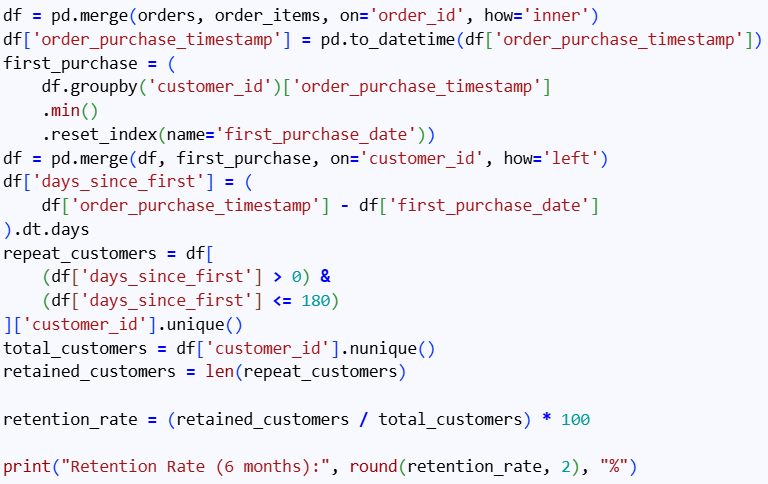 df = pd.merge(orders, order_items, on='order_id', how='inner')
df['order_purchase_timestamp'] = pd.to_datetime(df['order_purchase_timestamp'])
first_purchase = (
    df.groupby('customer_id')['order_purchase_timestamp']
    .min()
    .reset_index(name='first_purchase_date'))
df = pd.merge(df, first_purchase, on='customer_id', how='left')
df['days_since_first'] = (
    df['order_purchase_timestamp'] - df['first_purchase_date']
).dt.days
repeat_customers = df[
    (df['days_since_first'] > 0) &
    (df['days_since_first'] <= 180)
]['customer_id'].unique()
total_customers = df['customer_id'].nunique()
retained_customers = len(repeat_customers)

retention_rate = (retained_customers / total_customers) * 100

print("Retention Rate (6 months):", round(retention_rate, 2), "%")